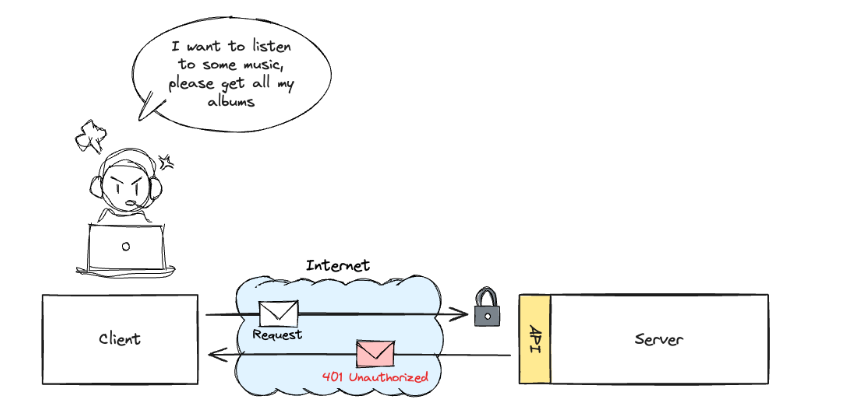 I want to listen
to some music,
please get all my
albums
Internet
Client
Request
401 Unauthorized
API
Server